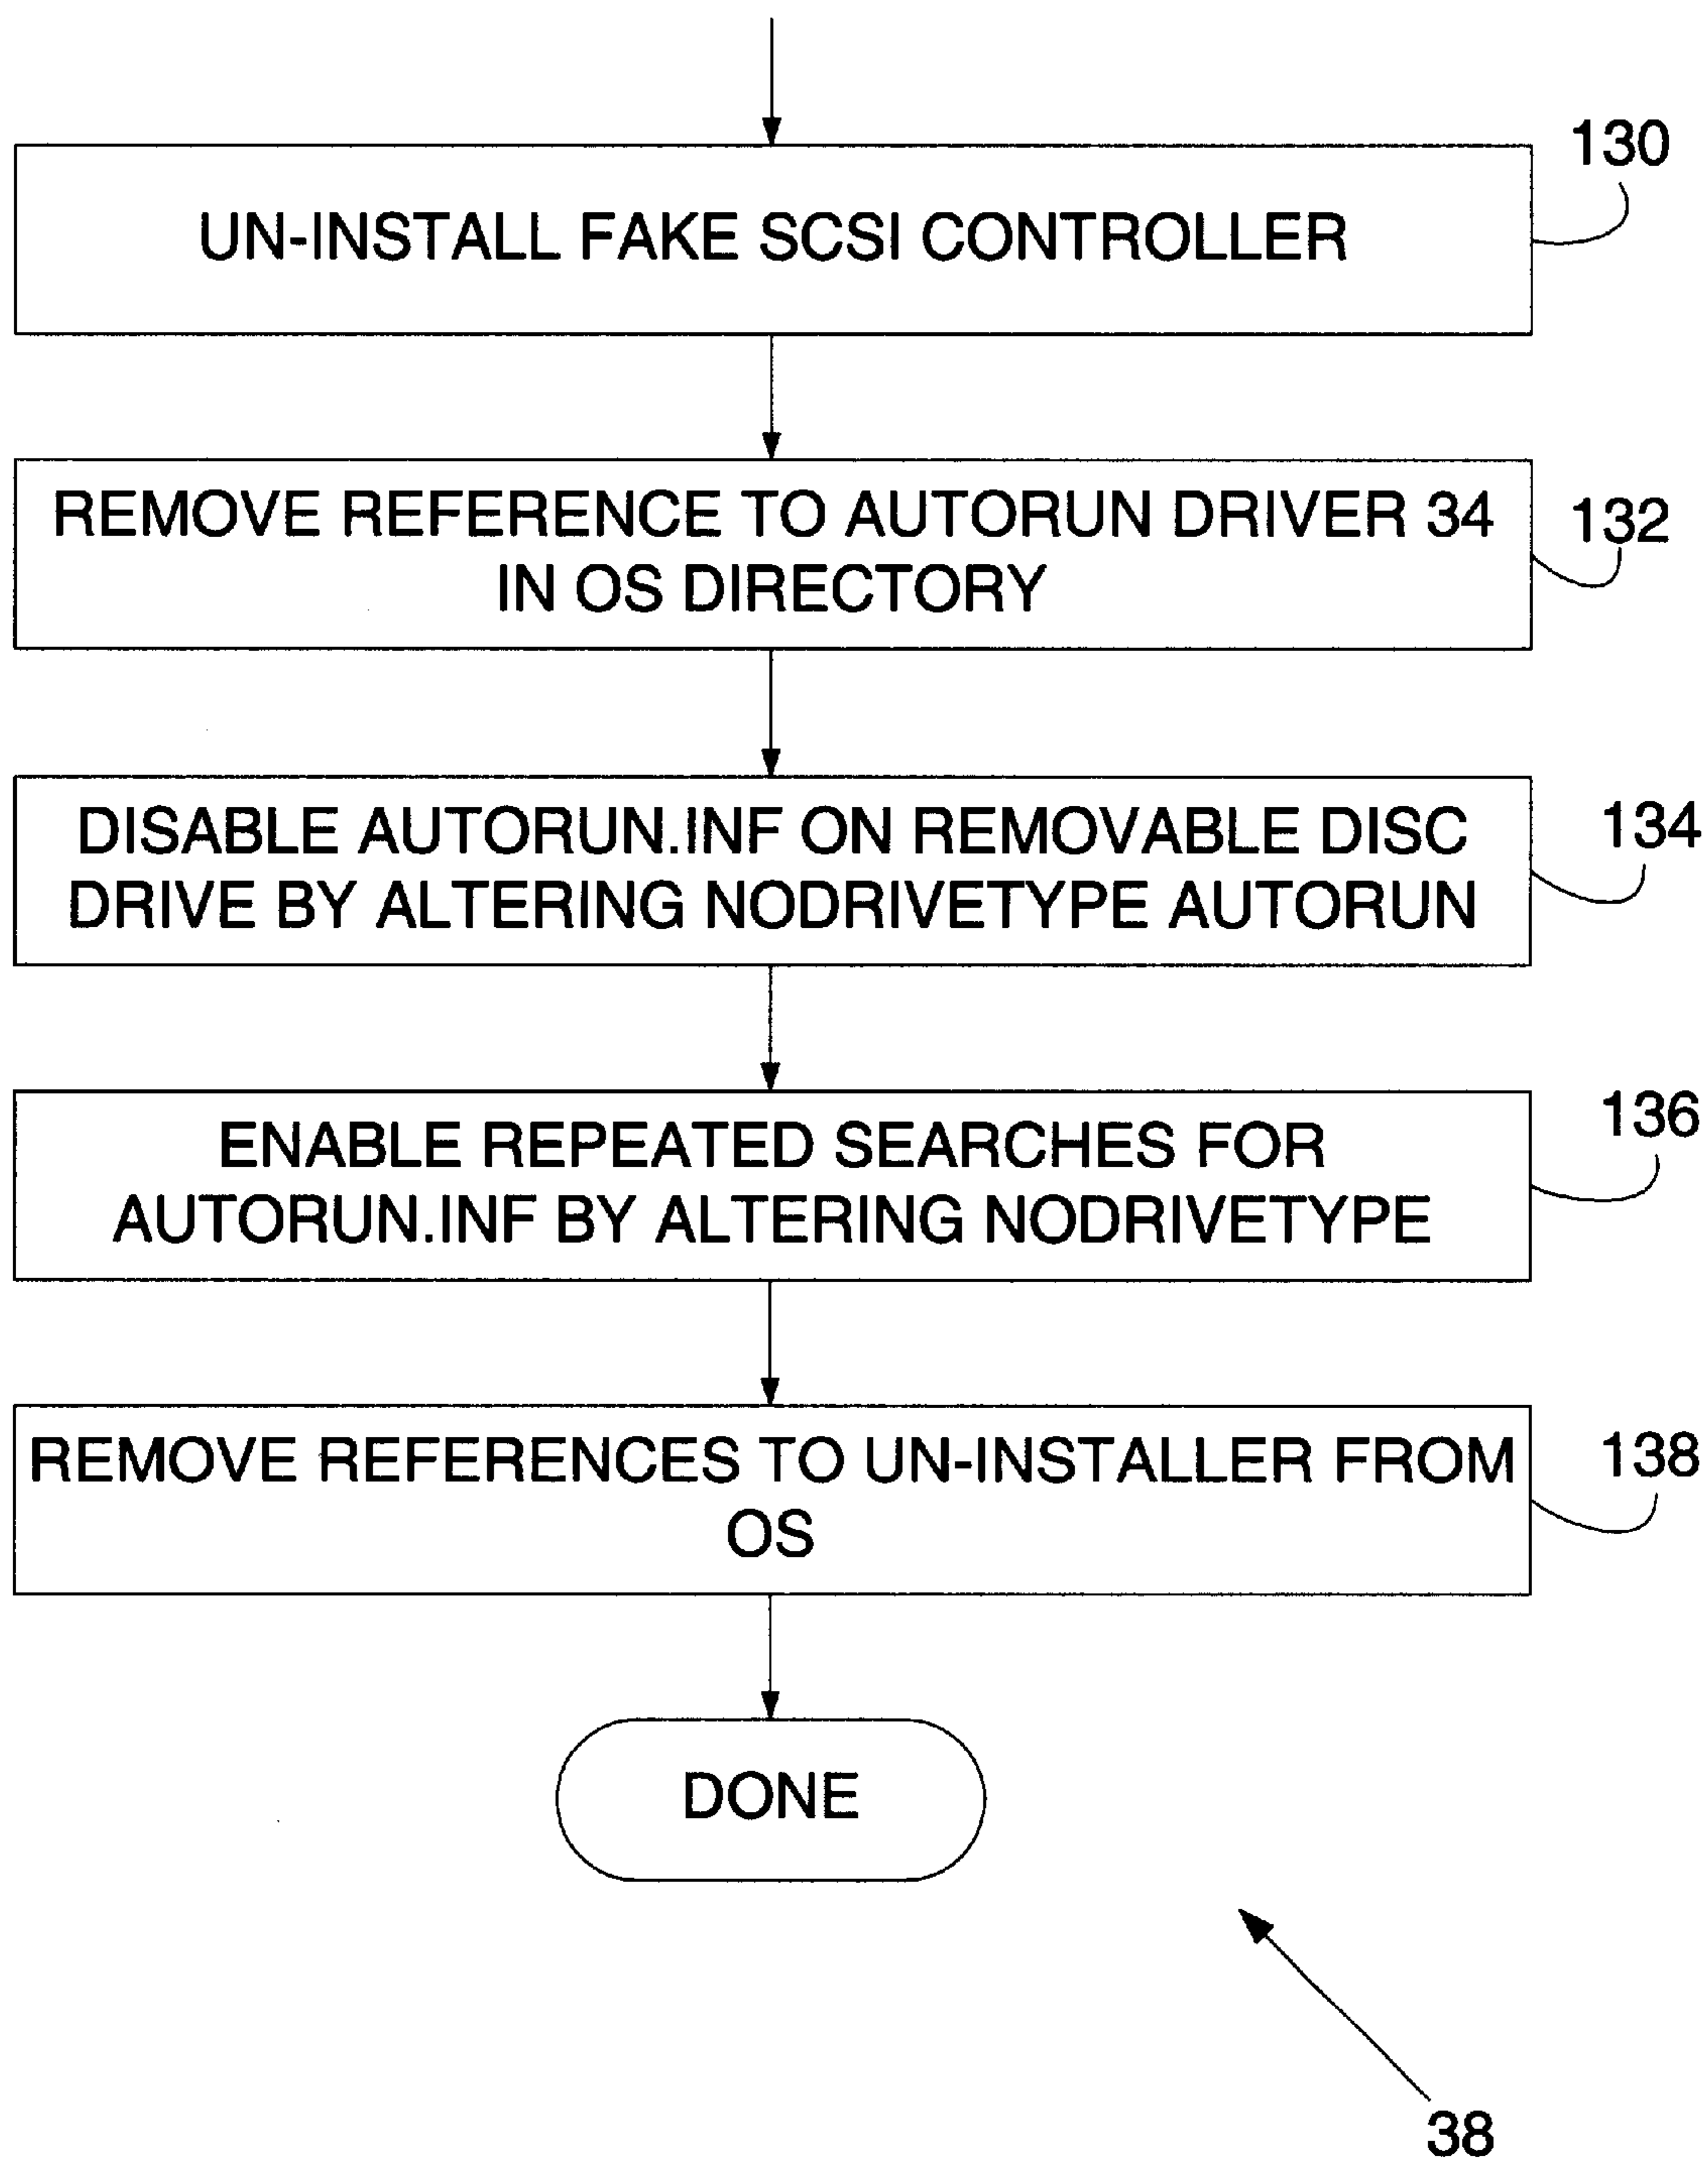 130
UN-INSTALL FAKE SCSI CONTROLLER
REMOVE REFERENCE TO AUTORUN DRIVER 34
IN OS DIRECTORY
132
DISABLE AUTORUN.INF ON REMOVABLE DISC
DRIVE BY ALTERING NODRIVETYPE AUTORUN
134
ENABLE REPEATED SEARCHES FOR
AUTORUN.INF BY ALTERING NODRIVETYPE
136
REMOVE REFERENCES TO UN-INSTALLER FROM
OS
138
DONE
38